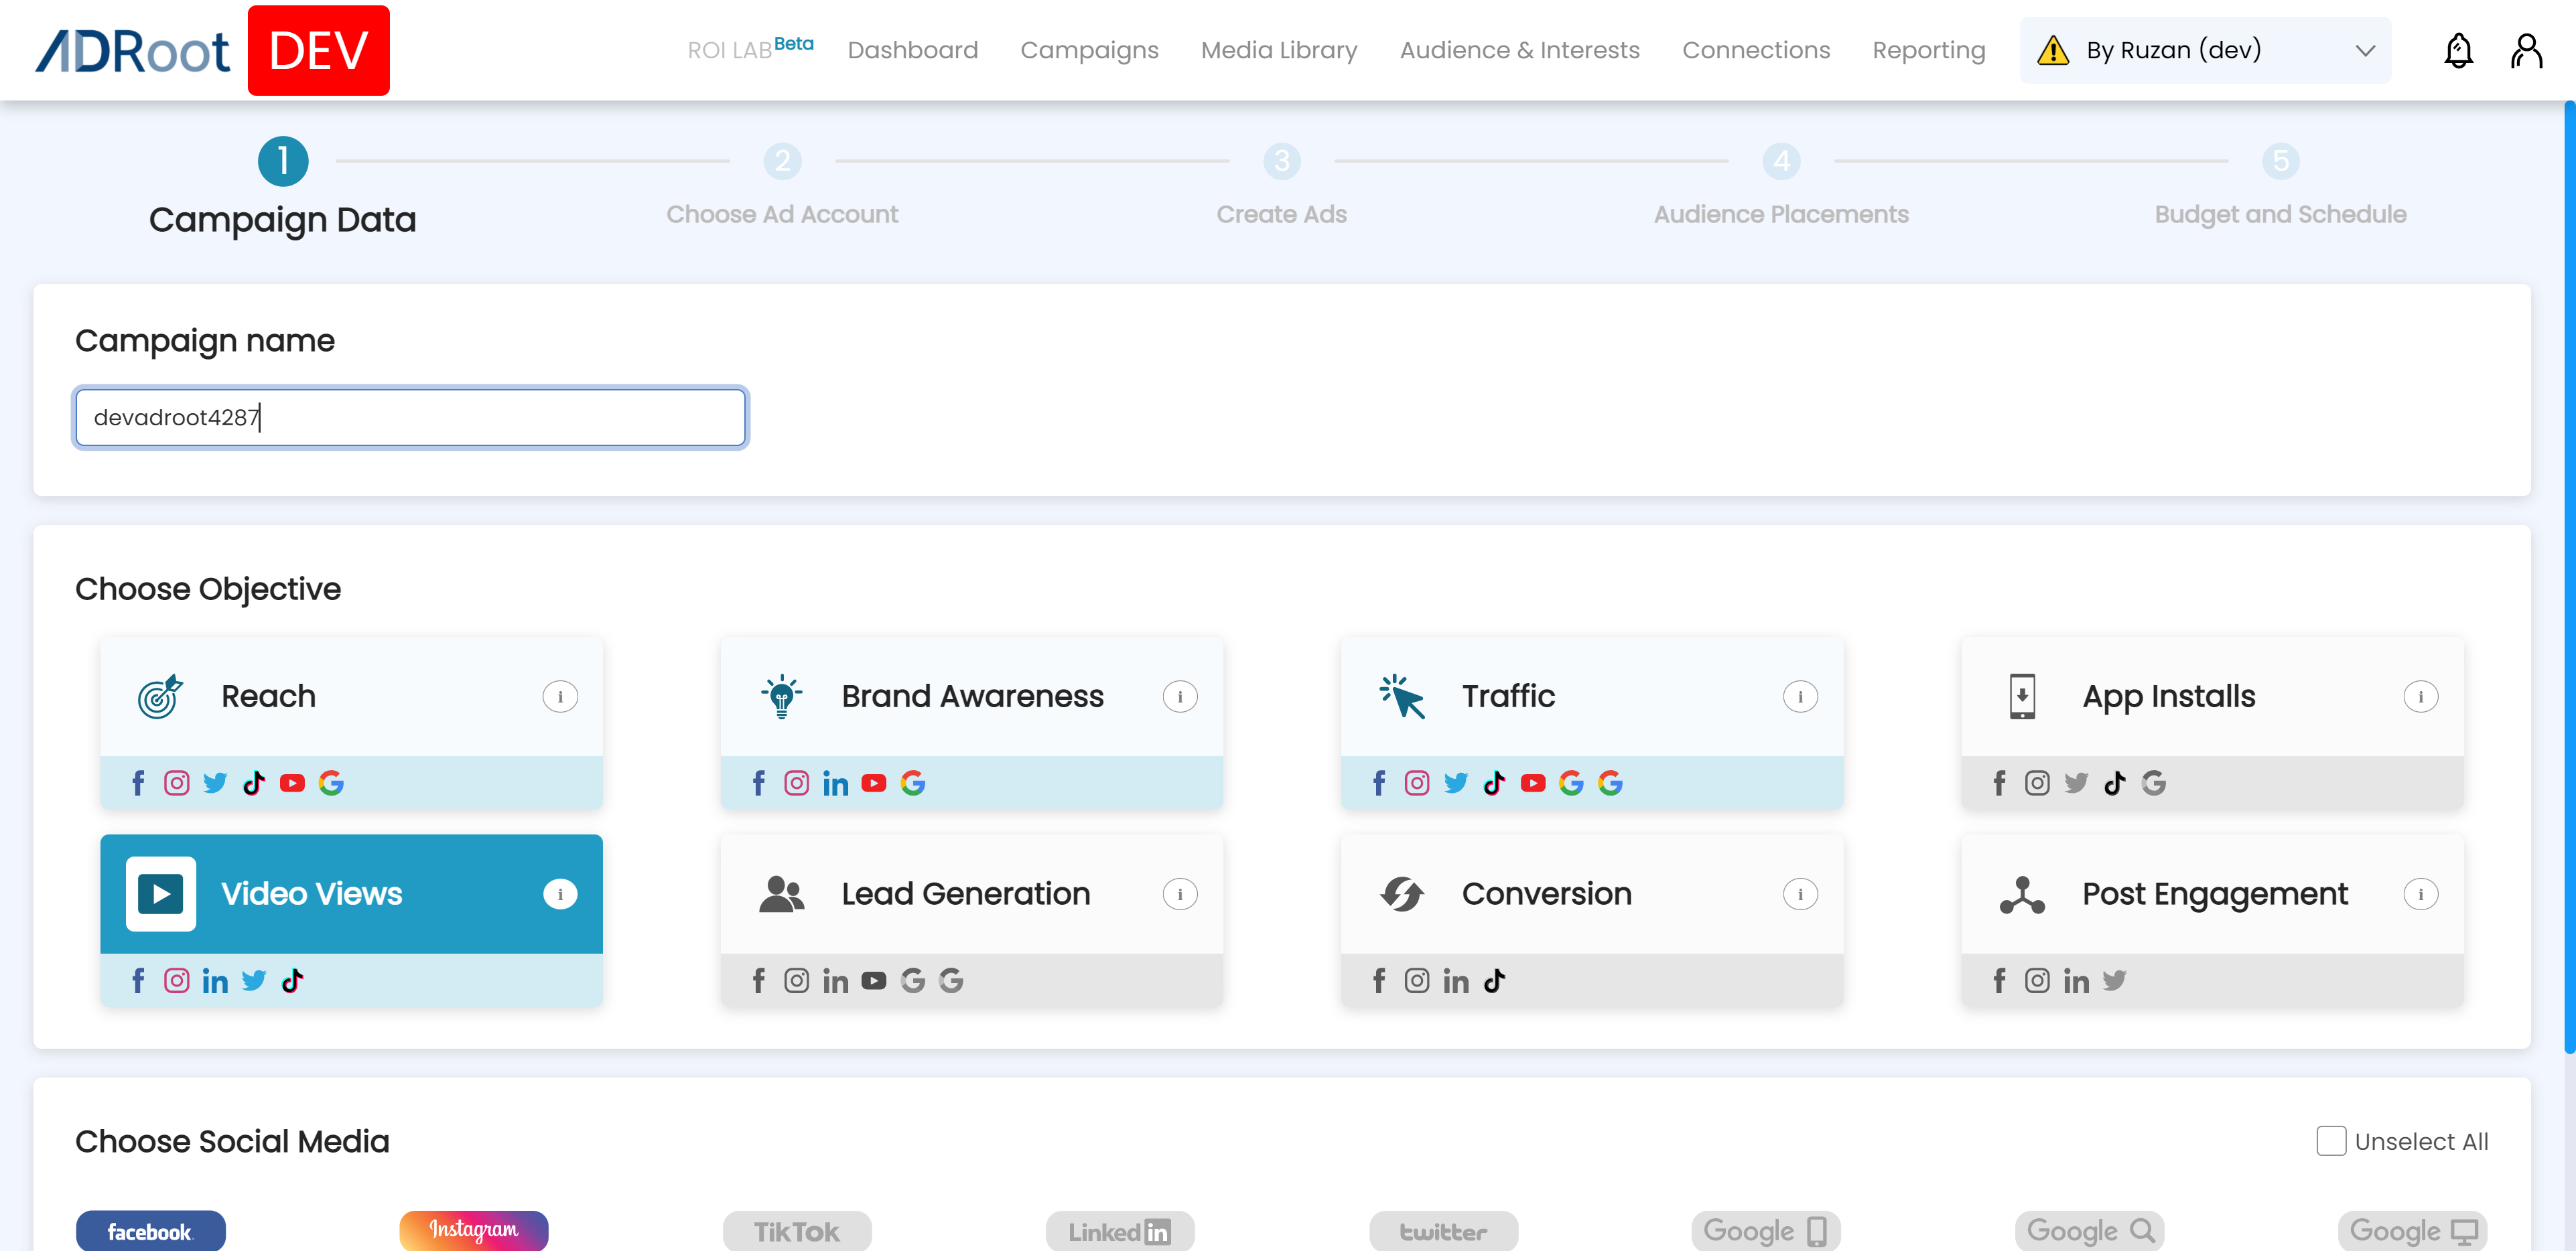 ADRoot DEV ROI LAB Beta Dashboard Campaigns Media Library Audience & Interests Connections Reporting By Ruzan (dev)
1 2 3 4 5
Campaign Data Choose Ad Account Create Ads Audience Placements Budget and Schedule
Campaign name
devadroot4287
Choose Objective
Reach i Brand Awareness i Traffic i App Installs i
Video Views i Lead Generation i Conversion i Post Engagement i
Choose Social Media Unselect All
facebook Instagram TikTok Linkedin twitter Google Google Google